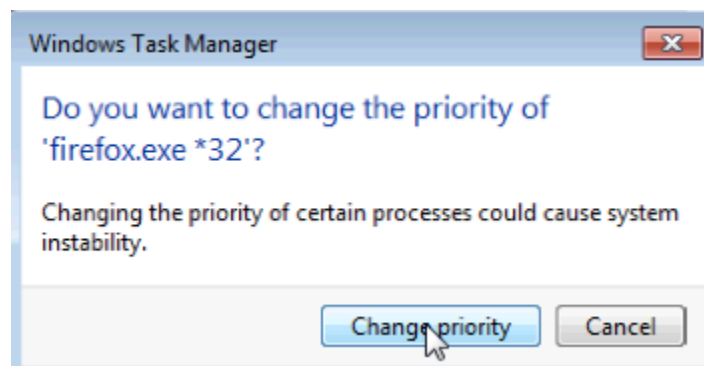 Windows Task Manager
Do you want to change the priority of
'firefox.exe *32'?
Changing the priority of certain processes could cause system
instability.
Change priority
Cancel